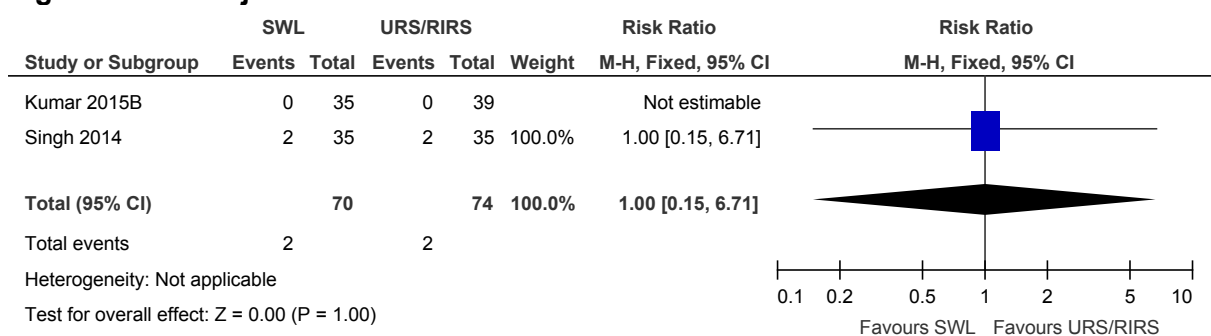 SWL URS/RIRS Risk Ratio Risk Ratio
Study or Subgroup Events Total Events Total Weight M-H, Fixed, 95% CI M-H, Fixed, 95% CI
Kumar 2015B 0 35 0 39 Not estimable
Singh 2014 2 35 2 35 100.0% 1.00 [0.15, 6.71]
Total (95% CI) 70 74 100.0% 1.00 [0.15, 6.71]
Total events 2 2
Heterogeneity: Not applicable
Test for overall effect: Z = 0.00 (P = 1.00)
0.1 0.2 0.5 1 2 5 10
Favours SWL Favours URS/RIRS